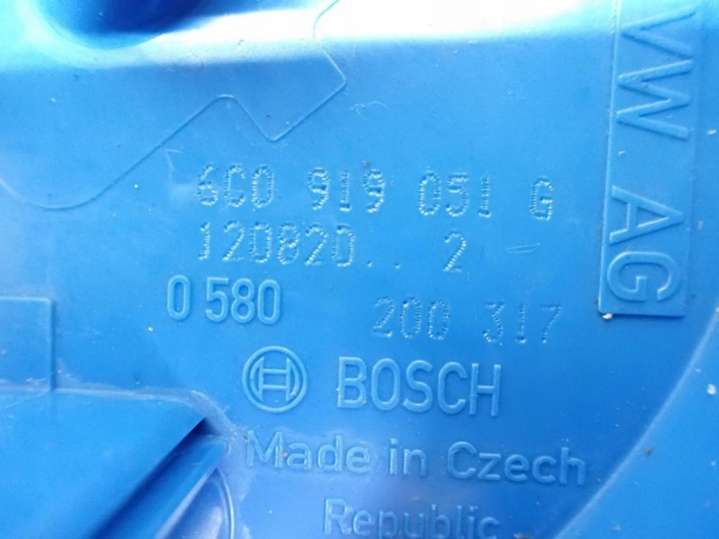 6C0 919 051 G
120820.. 2
0 580 200 317
BOSCH
Made in Czech
Republic
VW AG